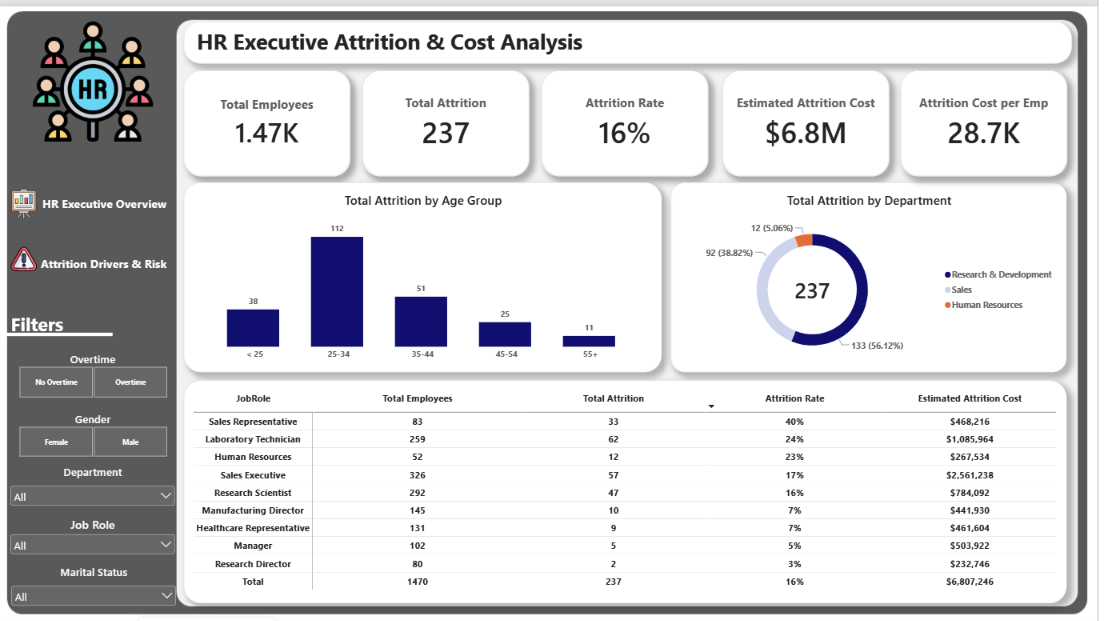 HR
HR Executive Overview
Attrition Drivers & Risk
Filters
Overtime
No Overtime Overtime
Gender
Female Male
Department
All
Job Role
All
Marital Status
All
HR Executive Attrition & Cost Analysis
Total Employees
1.47K
Total Attrition
237
Attrition Rate
16%
Estimated Attrition Cost
$6.8M
Attrition Cost per Emp
28.7K
Total Attrition by Age Group
38
112
51
25
11
< 25 25-34 35-44 45-54 55+
Total Attrition by Department
12 (5.06%)
92 (38.82%)
237
133 (56.12%)
Research & Development
Sales
Human Resources
JobRole Total Employees Total Attrition Attrition Rate Estimated Attrition Cost
Sales Representative 83 33 40% $468,216
Laboratory Technician 259 62 24% $1,085,964
Human Resources 52 12 23% $267,534
Sales Executive 326 57 17% $2,561,238
Research Scientist 292 47 16% $784,092
Manufacturing Director 145 10 7% $441,930
Healthcare Representative 131 9 7% $461,604
Manager 102 5 5% $503,922
Research Director 80 2 3% $232,746
Total 1470 237 16% $6,807,246